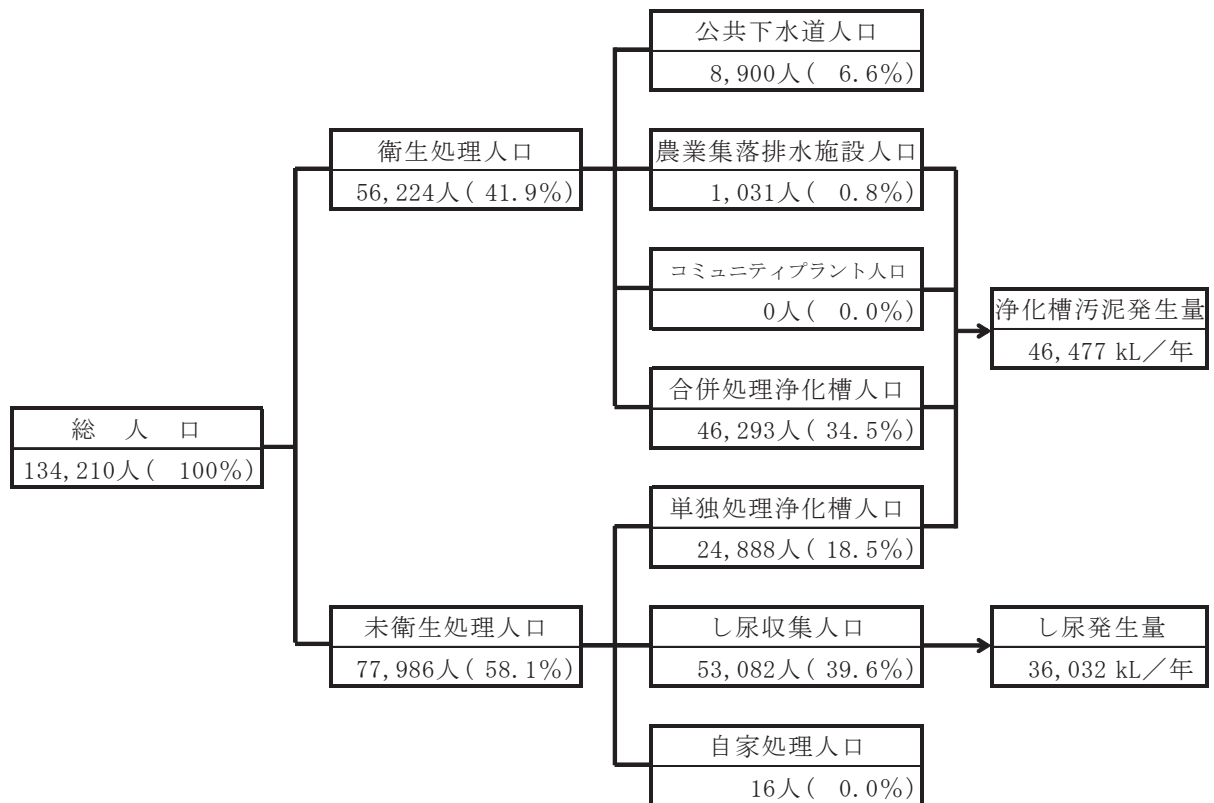 公共下水道人口
8,900人(　6.6%)
衛生処理人口
56,224人( 41.9%)
農業集落排水施設人口
1,031人(　0.8%)
コミュニティプラント人口
0人(　0.0%)
浄化槽汚泥発生量
46,477 kL／年
合併処理浄化槽人口
46,293人( 34.5%)
総　人　口
134,210人(　100%)
単独処理浄化槽人口
24,888人( 18.5%)
未衛生処理人口
77,986人( 58.1%)
し尿収集人口
53,082人( 39.6%)
し尿発生量
36,032 kL／年
自家処理人口
16人(　0.0%)